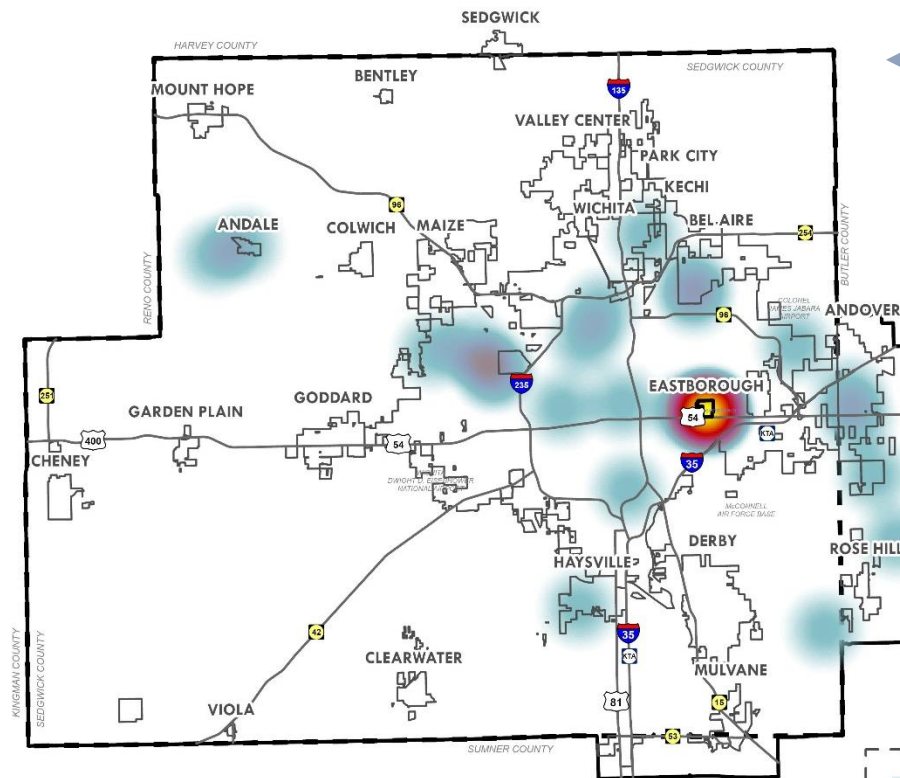 SEDGWICK
HARVEY COUNTY
SEDGWICK COUNTY
BENTLEY
MOUNT HOPE
135
VALLEY CENTER
PARK CITY
KECHI
96
WICHITA
BEL AIRE
ANDALE
COLWICH
MAIZE
254
BUTLER COUNTY
RENO COUNTY
COLONEL
JAMES JABARA
AIRPORT
ANDOVER
96
235
EASTBOROUGH
251
GODDARD
GARDEN PLAIN
54
400
54
KTA
CHENEY
35
DWIGHT D. EISENHOWER
NATIONAL AIRPORT
McCONNELL
AIR FORCE BASE
DERBY
ROSE HILL
HAYSVILLE
42
35
KTA
CLEARWATER
KINGMAN COUNTY
SEDGWICK COUNTY
MULVANE
81
15
VIOLA
53
SUMNER COUNTY